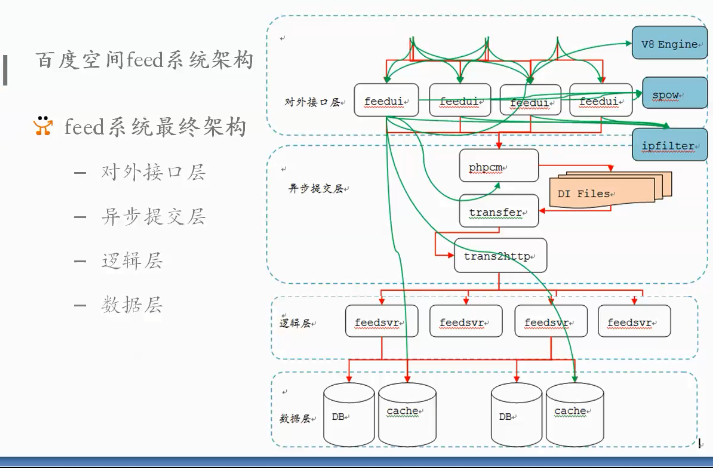 百度空间feed系统架构
feed系统最终架构
– 对外接口层
– 异步提交层
– 逻辑层
– 数据层
V8 Engine
对外接口层
feedui
feedui
feedui
feedui
spow
ipfilter
异步提交层
phpcm
DI Files
transfer
trans2http
逻辑层
feedsvr
feedsvr
feedsvr
feedsvr
数据层
DB
cache
DB
cache